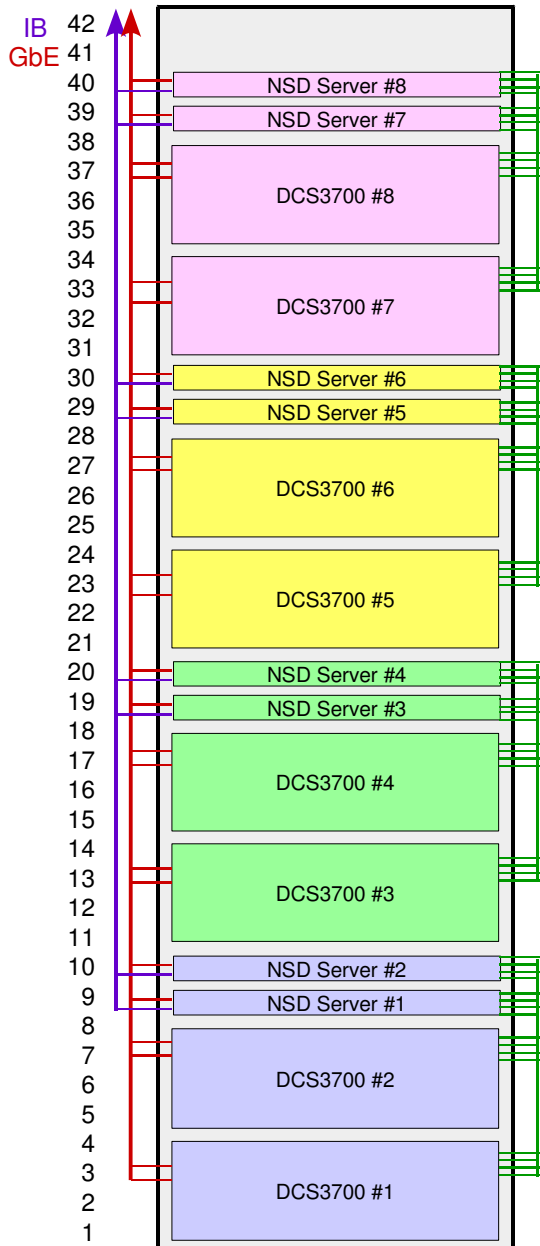 IB
GbE
42
41
40
39
38
37
36
35
34
33
32
31
30
29
28
27
26
25
24
23
22
21
20
19
18
17
16
15
14
13
12
11
10
9
8
7
6
5
4
3
2
1
NSD Server #8
NSD Server #7
DCS3700 #8
DCS3700 #7
NSD Server #6
NSD Server #5
DCS3700 #6
DCS3700 #5
NSD Server #4
NSD Server #3
DCS3700 #4
DCS3700 #3
NSD Server #2
NSD Server #1
DCS3700 #2
DCS3700 #1